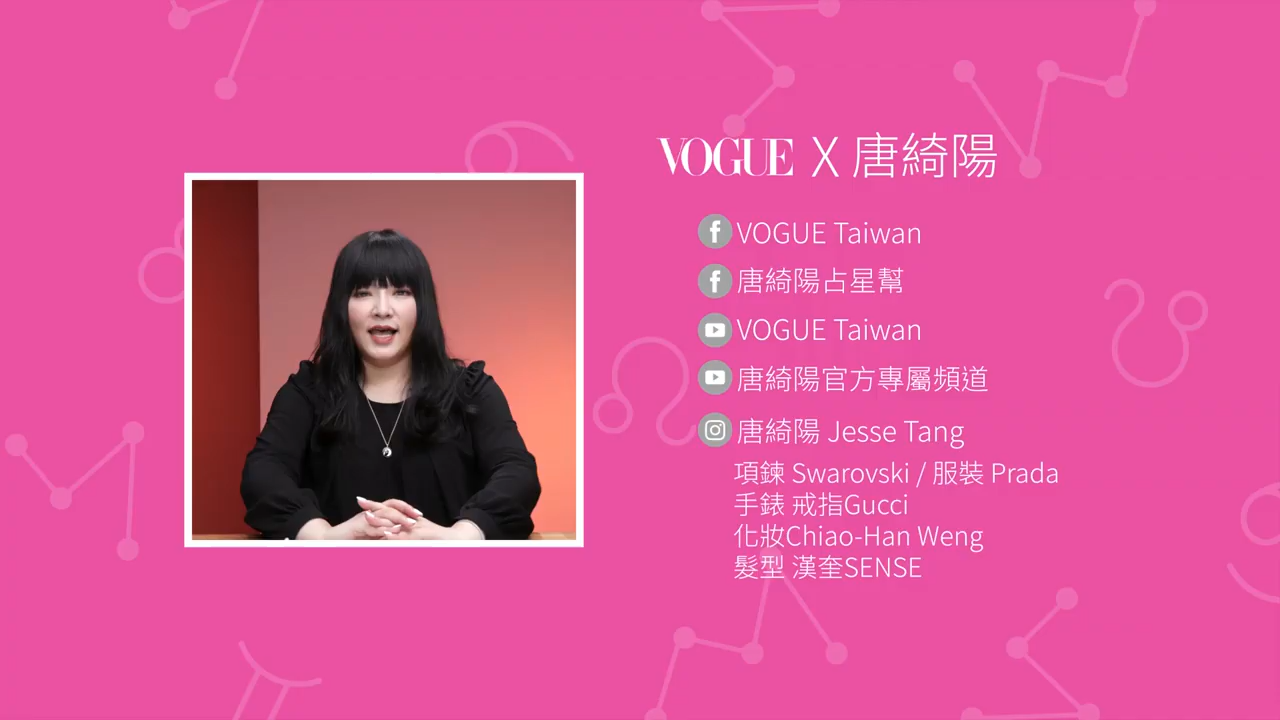 VOGUE X 唐綺陽
VOGUE Taiwan
唐綺陽占星幫
VOGUE Taiwan
唐綺陽官方專屬頻道
唐綺陽 Jesse Tang
項鍊 Swarovski / 服裝 Prada
手錶 戒指Gucci
化妝Chiao-Han Weng
髮型 漢奎SENSE